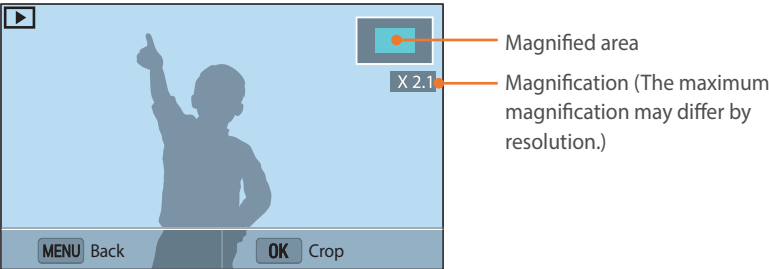 Magnified area
X 2.1
Magnification (The maximum
magnification may differ by
resolution.)
MENU Back
OK Crop